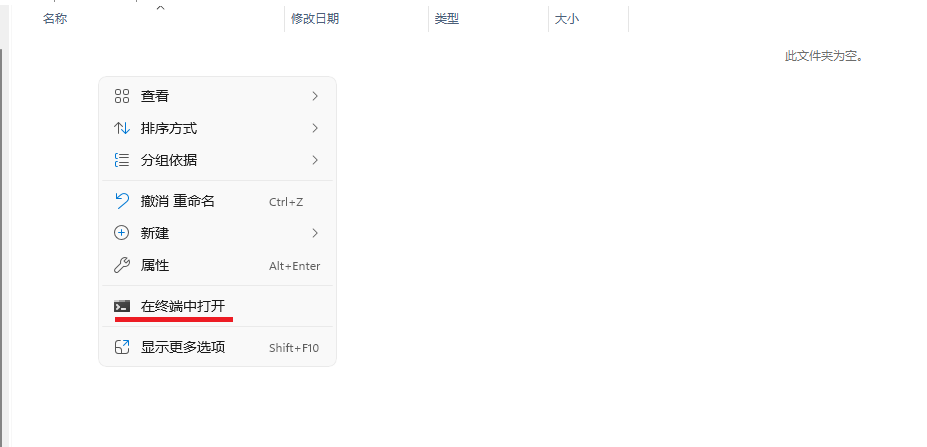 名称 修改日期 类型 大小
此文件夹为空。
查看
排序方式
分组依据
撤消 重命名 Ctrl+Z
新建
属性 Alt+Enter
在终端中打开
显示更多选项 Shift+F10